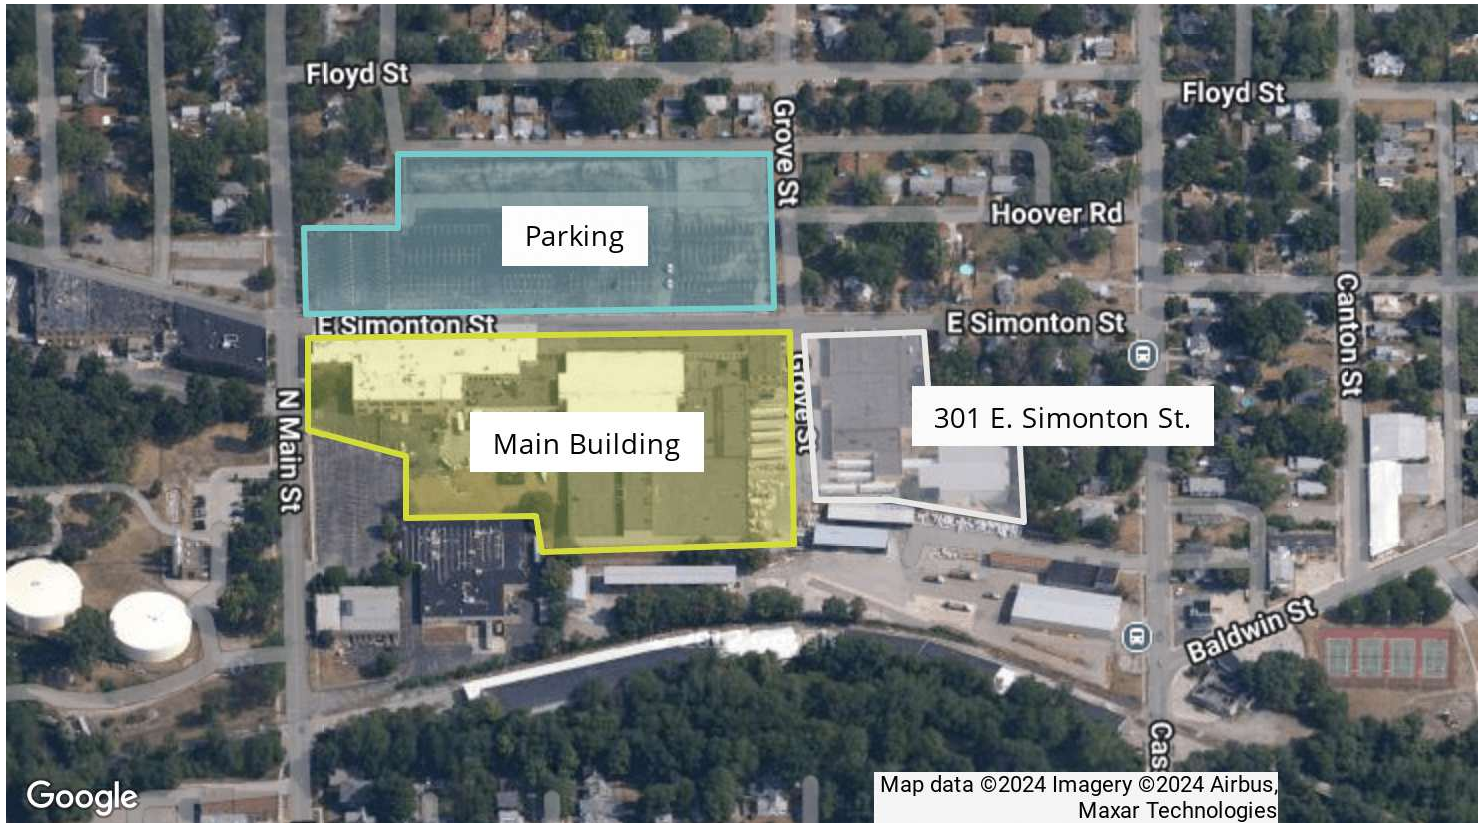 Floyd St
Floyd St
Grove St
Hoover Rd
Parking
E Simonton St
E Simonton St
Canton St
N Main St
Grove St
301 E. Simonton St.
Main Building
Baldwin St
Cas
Google
Map data ©2024 Imagery ©2024 Airbus,
Maxar Technologies